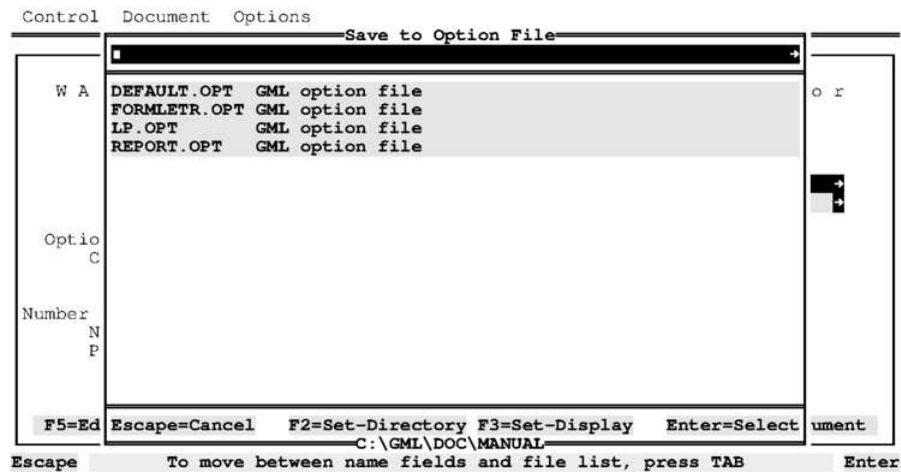 Control Document Options
Save to Option File
W A
DEFAULT.OPT GML option file
o r
FORMLETR.OPT GML option file
LP.OPT GML option file
REPORT.OPT GML option file
Optio
C
Number
N
P
F5=Ed Escape=Cancel F2=Set-Directory F3=Set-Display Enter=Select ument
C:\GML\DOC\MANUAL
Escape To move between name fields and file list, press TAB Enter